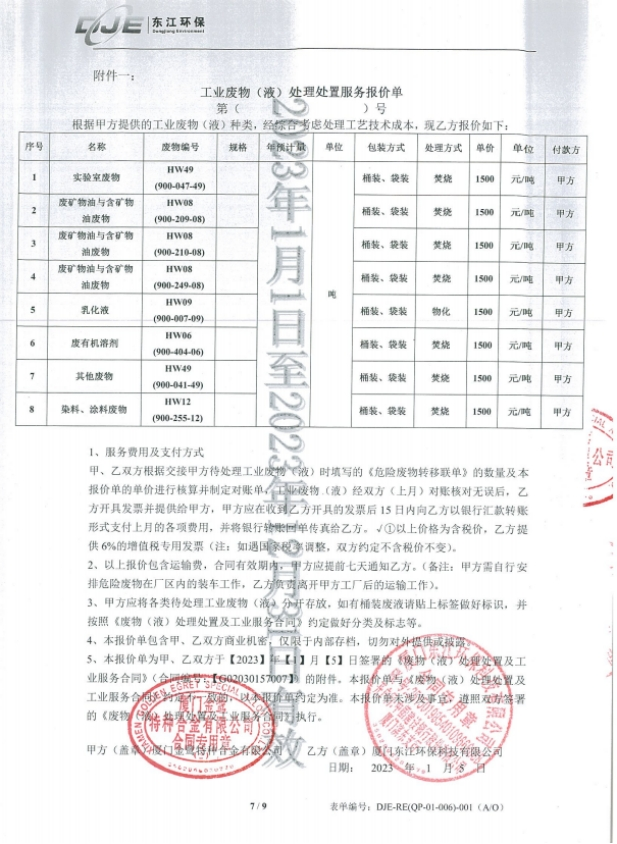 DJE 东江环保
Dongjiang Environment
附件一:
工业废物（液）处理处置服务报价单
第（ ）号
根据甲方提供的工业废物（液）种类，经综合考虑处理工艺技术成本，现乙方报价如下：
序号 名称 废物编号 规格 年预计量 单位 包装方式 处理方式 单价 单位 付款方
1 实验室废物 HW49 (900-047-49) 桶装、袋装 焚烧 1500 元/吨 甲方
2 废矿物油与含矿物油废物 HW08 (900-209-08) 桶装、袋装 焚烧 1500 元/吨 甲方
3 废矿物油与含矿物油废物 HW08 (900-210-08) 桶装、袋装 焚烧 1500 元/吨 甲方
4 废矿物油与含矿物油废物 HW08 (900-249-08) 桶装、袋装 焚烧 1500 元/吨 甲方
吨
5 乳化液 HW09 (900-007-09) 桶装、袋装 物化 1500 元/吨 甲方
6 废有机溶剂 HW06 (900-404-06) 桶装、袋装 焚烧 1500 元/吨 甲方
7 其他废物 HW49 (900-041-49) 桶装、袋装 焚烧 1500 元/吨 甲方
8 染料、涂料废物 HW12 (900-255-12) 桶装、袋装 焚烧 1500 元/吨 甲方
2023年1月1日至2023年12月31日有效
1、服务费用及支付方式
甲、乙双方根据交接甲方待处理工业废物（液）时填写的《危险废物转移联单》的数量及本
报价单的单价进行核算并制定对账单，工业废物（液）经双方（上月）对账核对无误后，乙
方开具发票并提供给甲方，甲方应在收到乙方开具的发票后15日内向乙方以银行汇款转账
形式支付上月的各项费用，并将银行转账回单传真给乙方。√①以上价格为含税价，乙方提
供6%的增值税专用发票（注：如遇国家税率调整，双方约定不含税价不变）。
2、以上报价包含运输费，合同有效期内，甲方应提前七天通知乙方。（备注：甲方需自行安
排危险废物在厂区内的装车工作，乙方负责离开甲方工厂后的运输工作）。
3、甲方应将各类待处理工业废物（液）分开存放，如有桶装废液请贴上标签做好标识，并
按照《废物（液）处理处置及工业服务合同》约定做好分类及标志等。
4、本报价单包含甲、乙双方商业机密，仅限于内部存档，切勿对外提供或披露。
5、本报价单为甲、乙双方于【2023】年【1】月【5】日签署的《废物（液）处理处置及工
业服务合同》（合同编号：【G02030157007】）的附件。本报价单与《废物（液）处理处置及
工业服务合同》约定不一致的，以本报价单约定为准。本报价单未涉及事宜，遵照双方签署
的《废物（液）处理处置及工业服务合同》执行。
XIAMEN GOLDEN EGRET SPECIAL
厦门金鹭
特种合金有限公司
合同专用章
甲方（盖章）：厦门金鹭特种合金有限公司 乙方（盖章）厦门东江环保科技有限公司
日期： 2023 年 1 月 5 日
7 / 9 表单编号：DJE-RE(QP-01-006)-001（A/O）